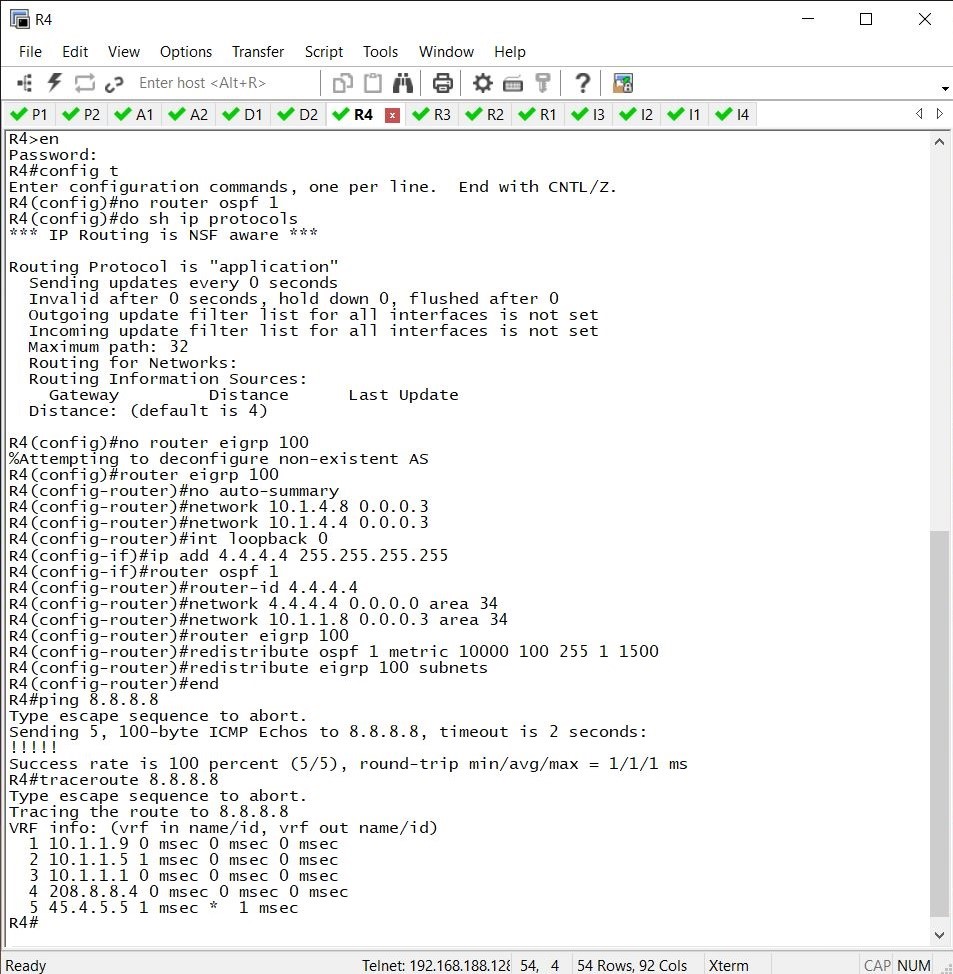 R4
File Edit View Options Transfer Script Tools Window Help
Enter host <Alt+R>
P1 P2 A1 A2 D1 D2 R4 x R3 R2 R1 I3 I2 I1 I4
R4>en
Password:
R4#config t
Enter configuration commands, one per line.  End with CNTL/Z.
R4(config)#no router ospf 1
R4(config)#do sh ip protocols
*** IP Routing is NSF aware ***
Routing Protocol is "application"
  Sending updates every 0 seconds
  Invalid after 0 seconds, hold down 0, flushed after 0
  Outgoing update filter list for all interfaces is not set
  Incoming update filter list for all interfaces is not set
  Maximum path: 32
  Routing for Networks:
  Routing Information Sources:
    Gateway         Distance      Last Update
  Distance: (default is 4)
R4(config)#no router eigrp 100
%Attempting to deconfigure non-existent AS
R4(config)#router eigrp 100
R4(config-router)#no auto-summary
R4(config-router)#network 10.1.4.8 0.0.0.3
R4(config-router)#network 10.1.4.4 0.0.0.3
R4(config-router)#int loopback 0
R4(config-if)#ip add 4.4.4.4 255.255.255.255
R4(config-if)#router ospf 1
R4(config-router)#router-id 4.4.4.4
R4(config-router)#network 4.4.4.4 0.0.0.0 area 34
R4(config-router)#network 10.1.1.8 0.0.0.3 area 34
R4(config-router)#router eigrp 100
R4(config-router)#redistribute ospf 1 metric 10000 100 255 1 1500
R4(config-router)#redistribute eigrp 100 subnets
R4(config-router)#end
R4#ping 8.8.8.8
Type escape sequence to abort.
Sending 5, 100-byte ICMP Echos to 8.8.8.8, timeout is 2 seconds:
!!!!!
Success rate is 100 percent (5/5), round-trip min/avg/max = 1/1/1 ms
R4#traceroute 8.8.8.8
Type escape sequence to abort.
Tracing the route to 8.8.8.8
VRF info: (vrf in name/id, vrf out name/id)
  1 10.1.1.9 0 msec 0 msec 0 msec
  2 10.1.1.5 1 msec 0 msec 0 msec
  3 10.1.1.1 0 msec 0 msec 0 msec
  4 208.8.8.4 0 msec 0 msec 0 msec
  5 45.4.5.5 1 msec *  1 msec
R4#
Ready Telnet: 192.168.188.128 54, 4 54 Rows, 92 Cols Xterm CAP NUM